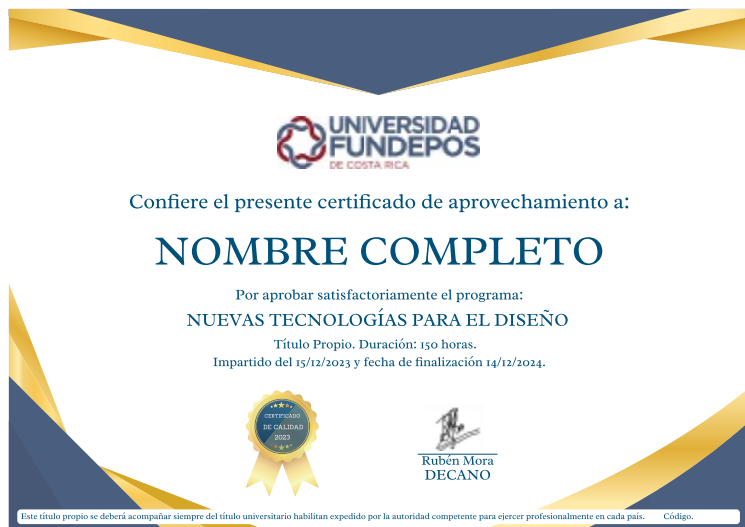 UNIVERSIDAD
FUNDEPOS
DE COSTA RICA
Confiere el presente certificado de aprovechamiento a:
NOMBRE COMPLETO
Por aprobar satisfactoriamente el programa:
NUEVAS TECNOLOGÍAS PARA EL DISEÑO
Título Propio. Duración: 150 horas.
Impartido del 15/12/2023 y fecha de finalización 14/12/2024.
CERTIFICADO
DE CALIDAD
2023
Rubén Mora
DECANO
Este título propio se deberá acompañar siempre del título universitario habilitan expedido por la autoridad competente para ejercer profesionalmente en cada país. Código.